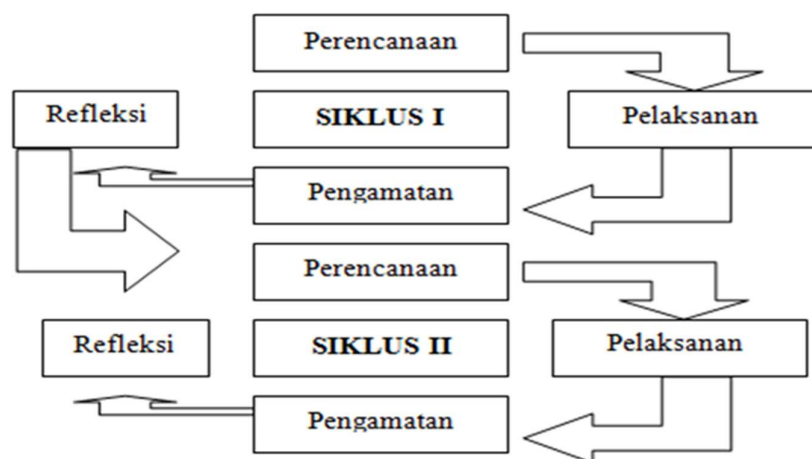 Perencanaan
Refleksi
SIKLUS I
Pelaksanan
Pengamatan
Perencanaan
Refleksi
SIKLUS II
Pelaksanan
Pengamatan